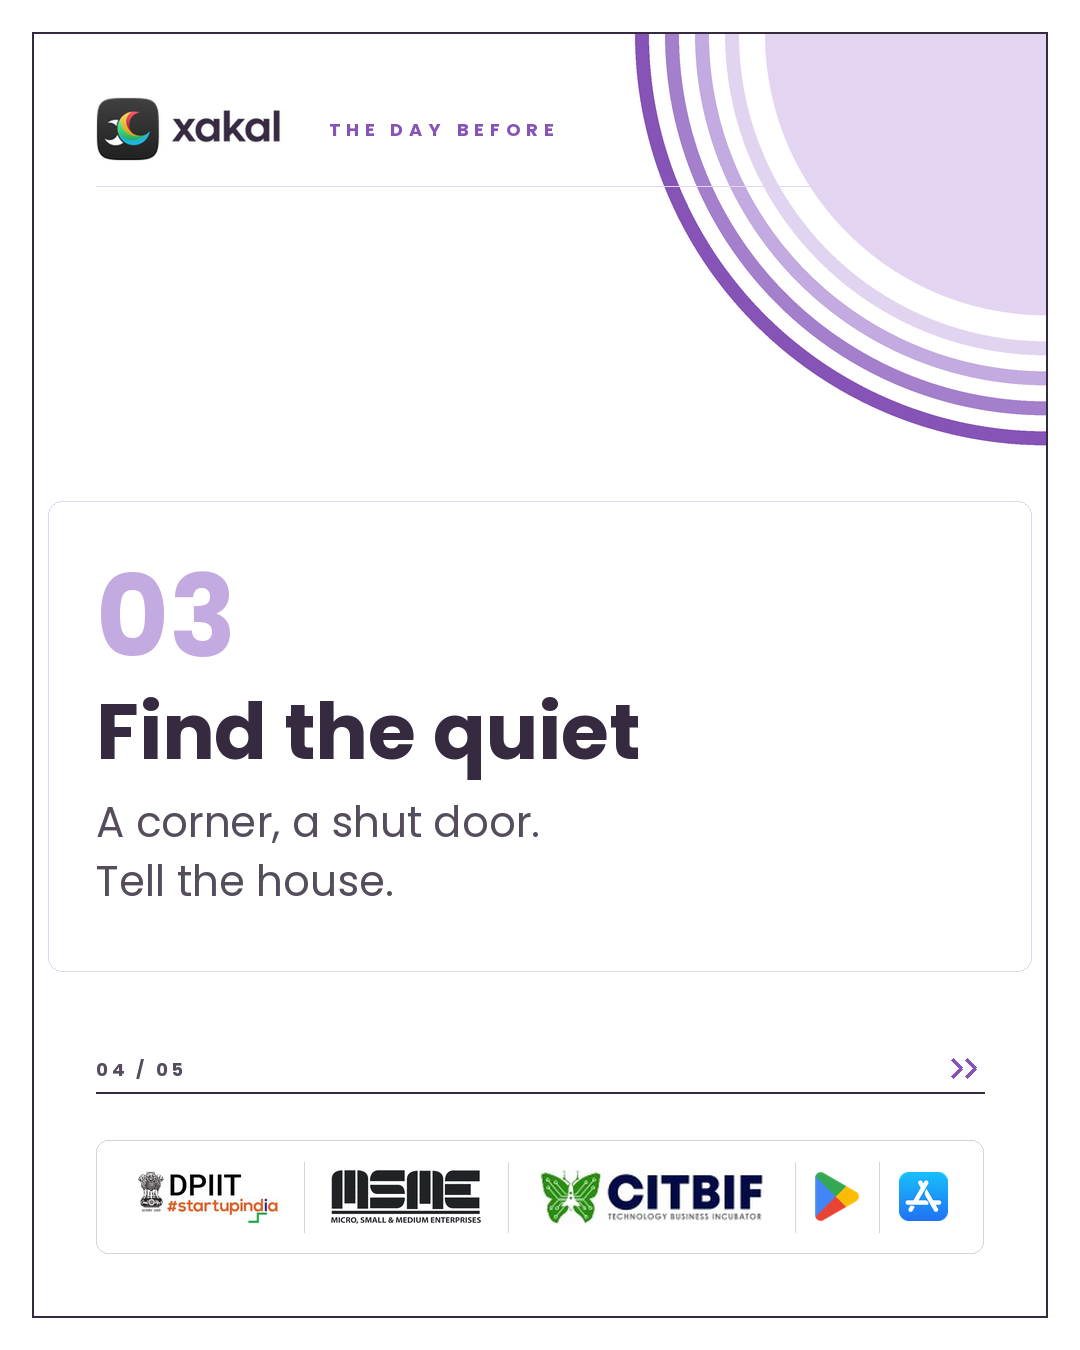 xakal
THE DAY BEFORE
03
Find the quiet
A corner, a shut door.
Tell the house.
04 / 05
DPIIT
#startupindia
MSME
MICRO, SMALL & MEDIUM ENTERPRISES
CITBIF
TECHNOLOGY BUSINESS INCUBATOR